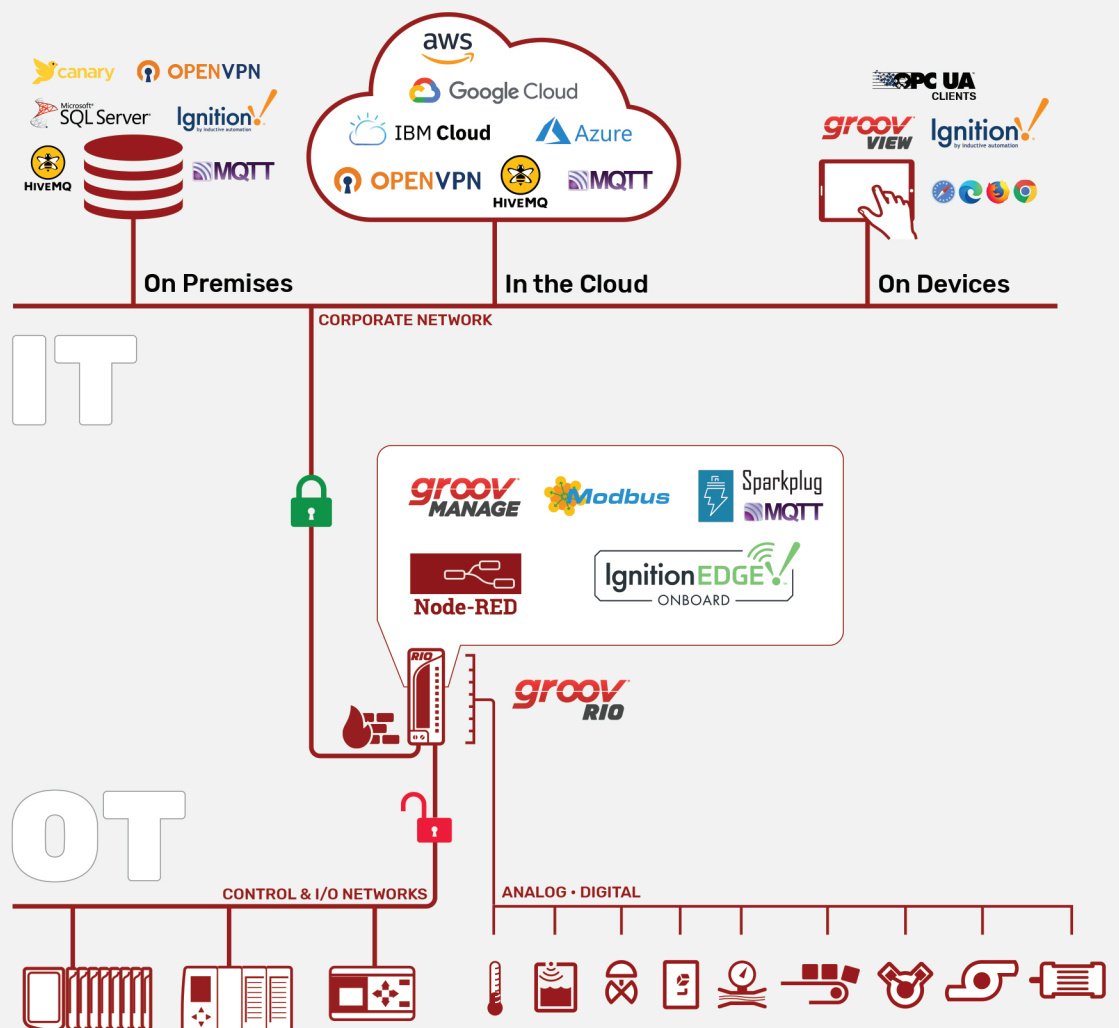 canary
OPENVPN
Microsoft®
SQL Server®
Ignition!
by inductive automation
HIVEMQ
MQTT
On Premises
aws
Google Cloud
IBM Cloud
Azure
OPENVPN
HIVEMQ
MQTT
In the Cloud
OPC UA
CLIENTS
groov
VIEW
Ignition!
by inductive automation
On Devices
CORPORATE NETWORK
IT
groov
MANAGE
Modbus
Sparkplug
MQTT
Node-RED
Ignition EDGE!
ONBOARD
RIO
groov
RIO
OT
CONTROL & I/O NETWORKS
ANALOG • DIGITAL